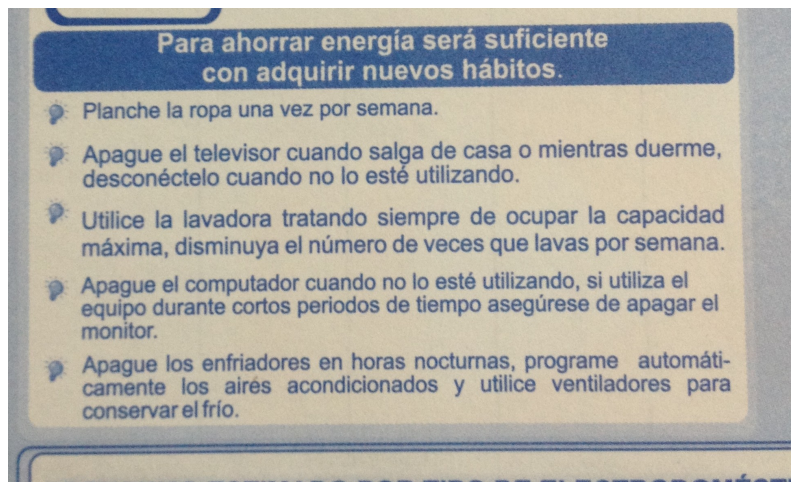 Para ahorrar energía será suficiente
con adquirir nuevos hábitos.
Planche la ropa una vez por semana.
Apague el televisor cuando salga de casa o mientras duerme,
desconéctelo cuando no lo esté utilizando.
Utilice la lavadora tratando siempre de ocupar la capacidad
máxima, disminuya el número de veces que lavas por semana.
Apague el computador cuando no lo esté utilizando, si utiliza el
equipo durante cortos periodos de tiempo asegúrese de apagar el
monitor.
Apague los enfriadores en horas nocturnas, programe automáti-
camente los aires acondicionados y utilice ventiladores para
conservar el frío.